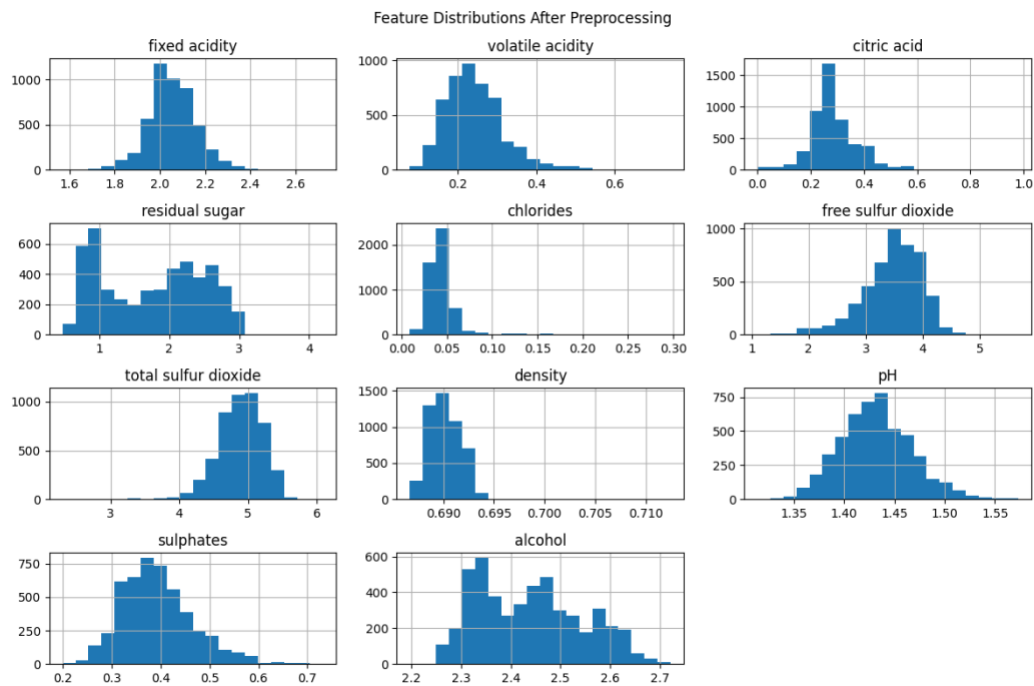 Feature Distributions After Preprocessing
fixed acidity
1000
500
0
1.6 1.8 2.0 2.2 2.4 2.6
volatile acidity
1000
500
0
0.2 0.4 0.6
citric acid
1500
1000
500
0
0.0 0.2 0.4 0.6 0.8 1.0
residual sugar
600
400
200
0
1 2 3 4
chlorides
2000
1000
0
0.00 0.05 0.10 0.15 0.20 0.25 0.30
free sulfur dioxide
1000
500
0
1 2 3 4 5
total sulfur dioxide
1000
500
0
3 4 5 6
density
1500
1000
500
0
0.690 0.695 0.700 0.705 0.710
pH
750
500
250
0
1.35 1.40 1.45 1.50 1.55
sulphates
750
500
250
0
0.2 0.3 0.4 0.5 0.6 0.7
alcohol
600
400
200
0
2.2 2.3 2.4 2.5 2.6 2.7